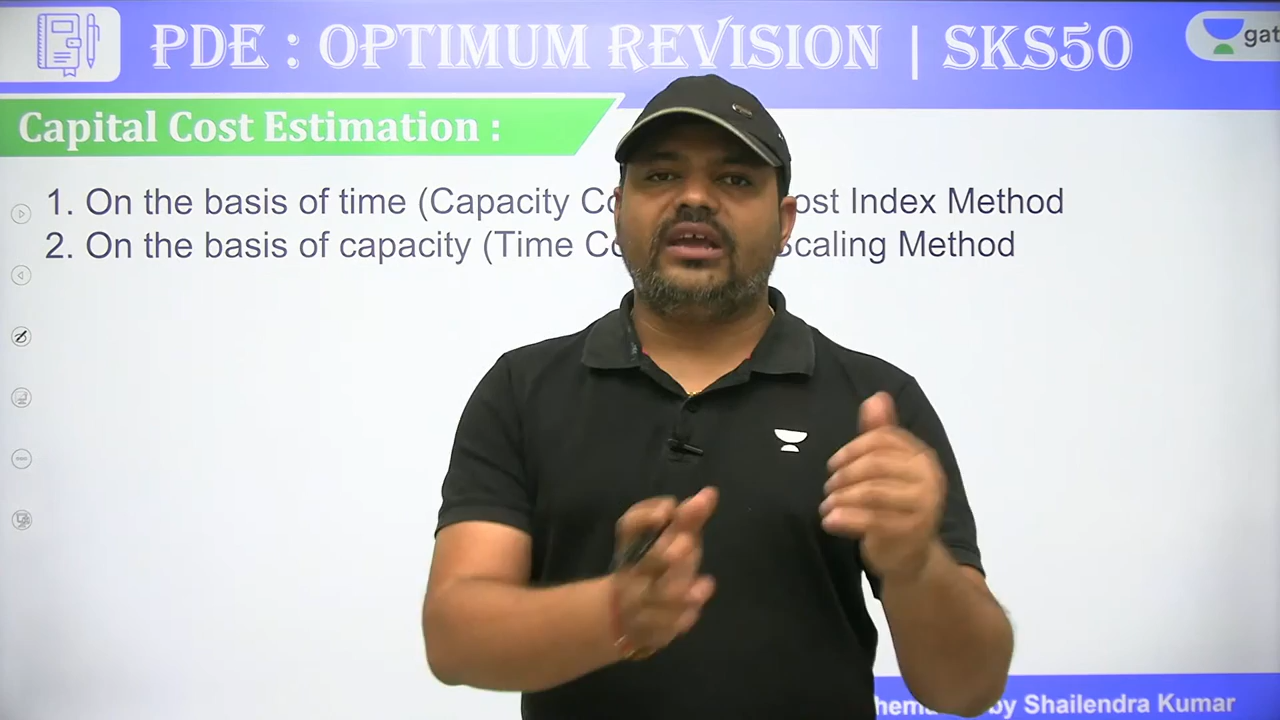 PDE : OPTIMUM REVISION | SKS50
gat
Capital Cost Estimation :
1. On the basis of time (Capacity Co ost Index Method
2. On the basis of capacity (Time Co Scaling Method
by Shailendra Kumar